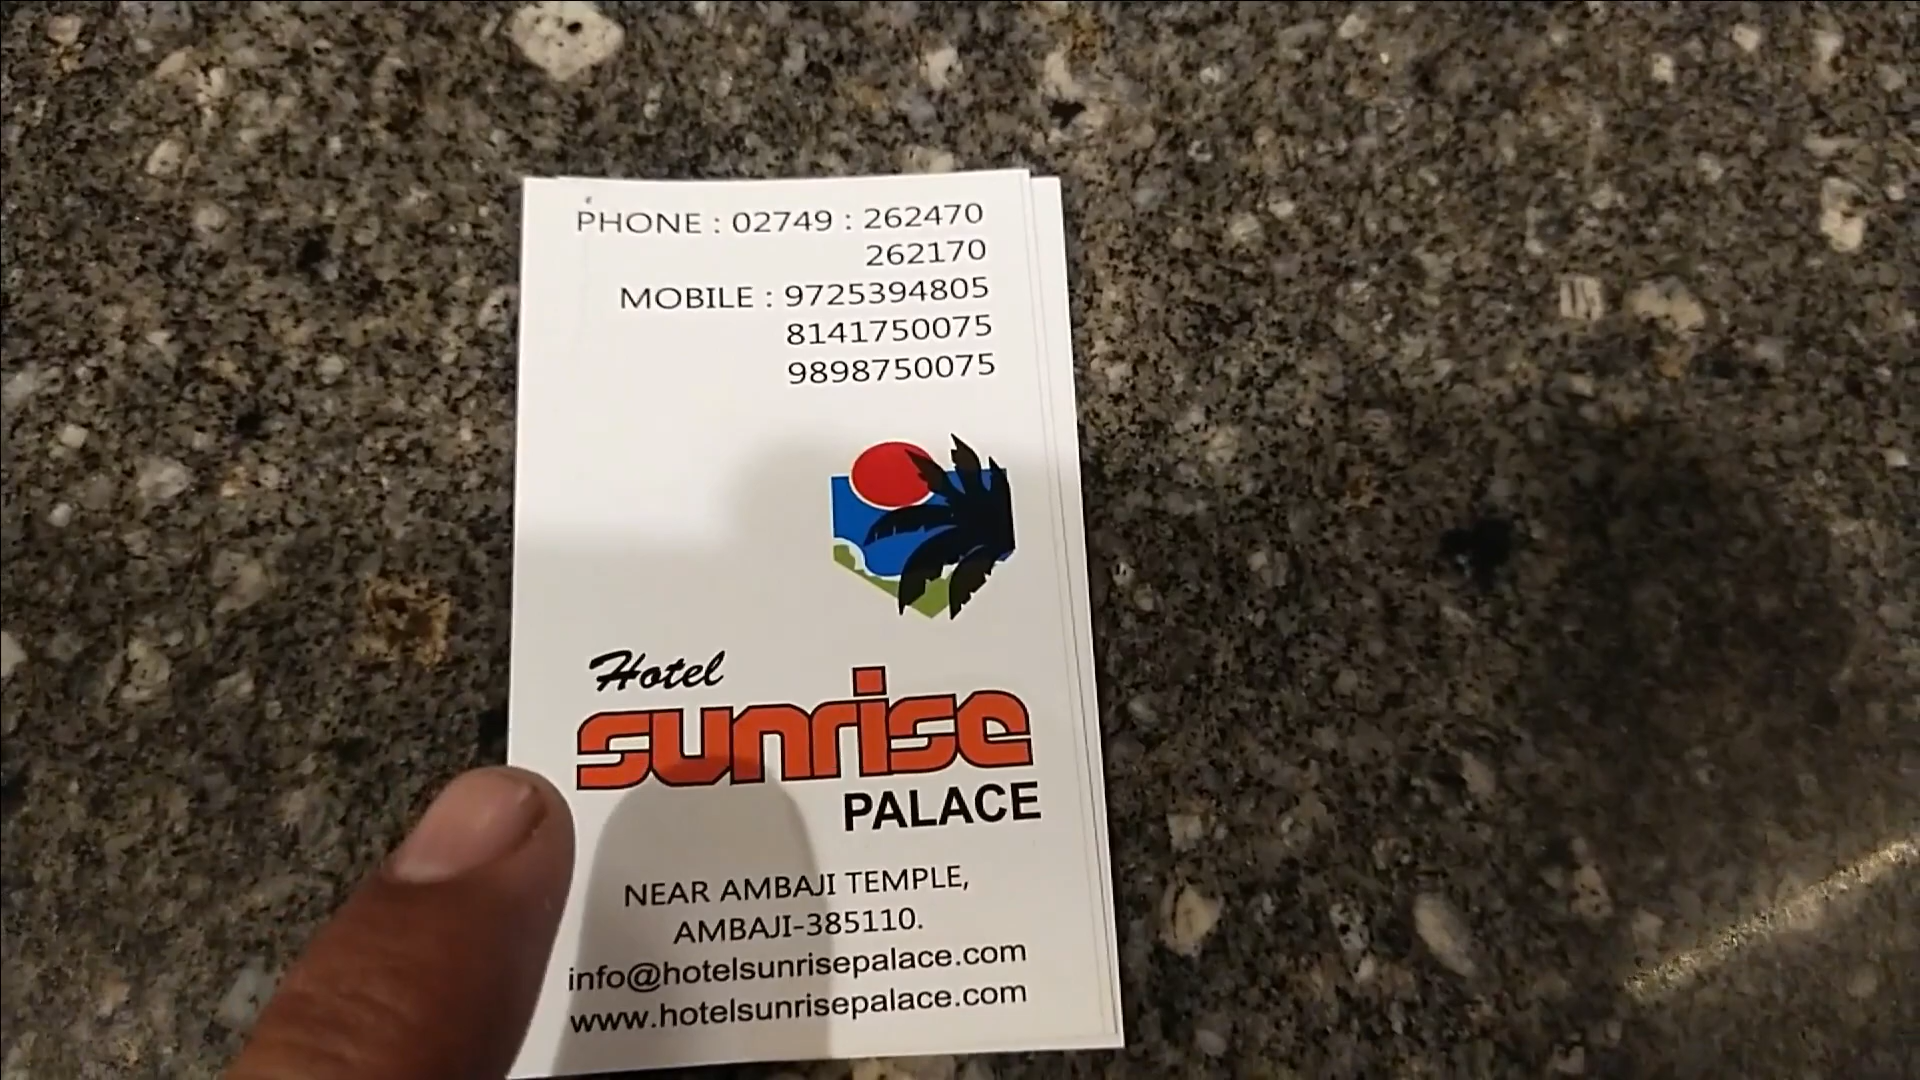 PHONE : 02749 : 262470
262170
MOBILE : 9725394805
8141750075
9898750075
Hotel
sunrise
PALACE
NEAR AMBAJI TEMPLE,
AMBAJI-385110.
info@hotelsunrisepalace.com
www.hotelsunrisepalace.com